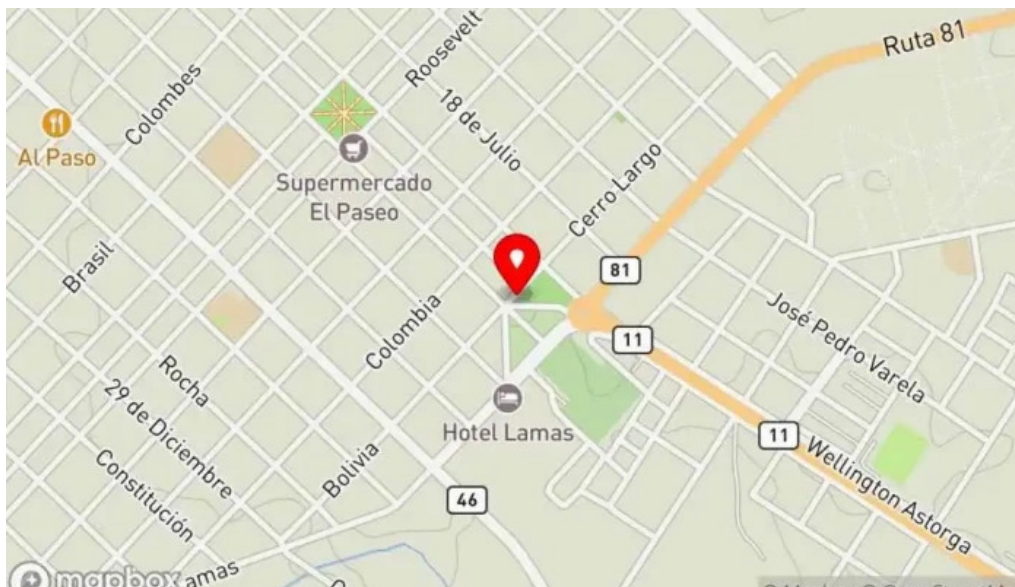 Ruta 81
Roosevelt
Colombes
18 de Julio
Al Paso
Supermercado
El Paseo
Cerro Largo
Brasil
81
Colombia
11
José Pedro Varela
Rocha
29 de Diciembre
Hotel Lamas
11
Wellington Astorga
Bolivia
Constitución
46
mapbox
amas